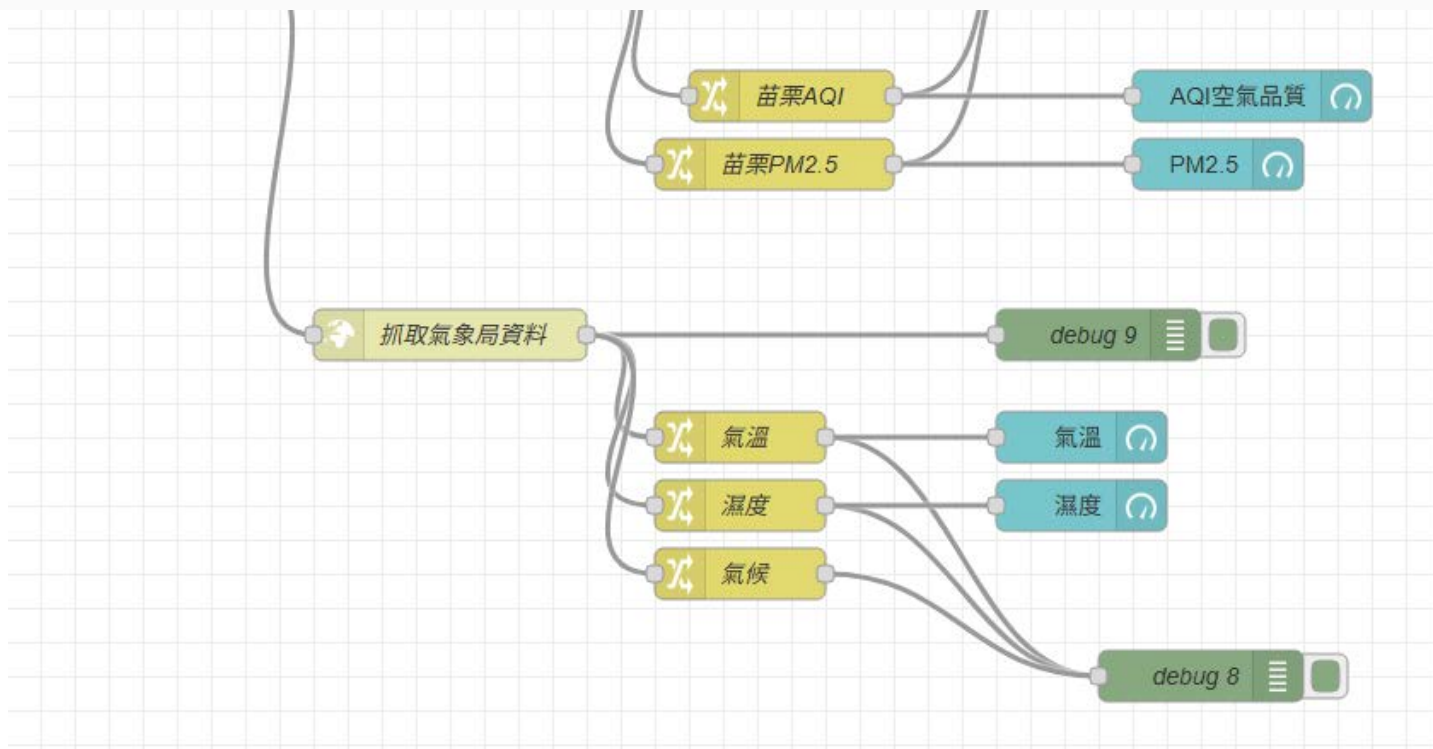 苗栗AQI
AQI空氣品質
苗栗PM2.5
PM2.5
抓取氣象局資料
debug 9
氣溫
氣溫
濕度
濕度
氣候
debug 8